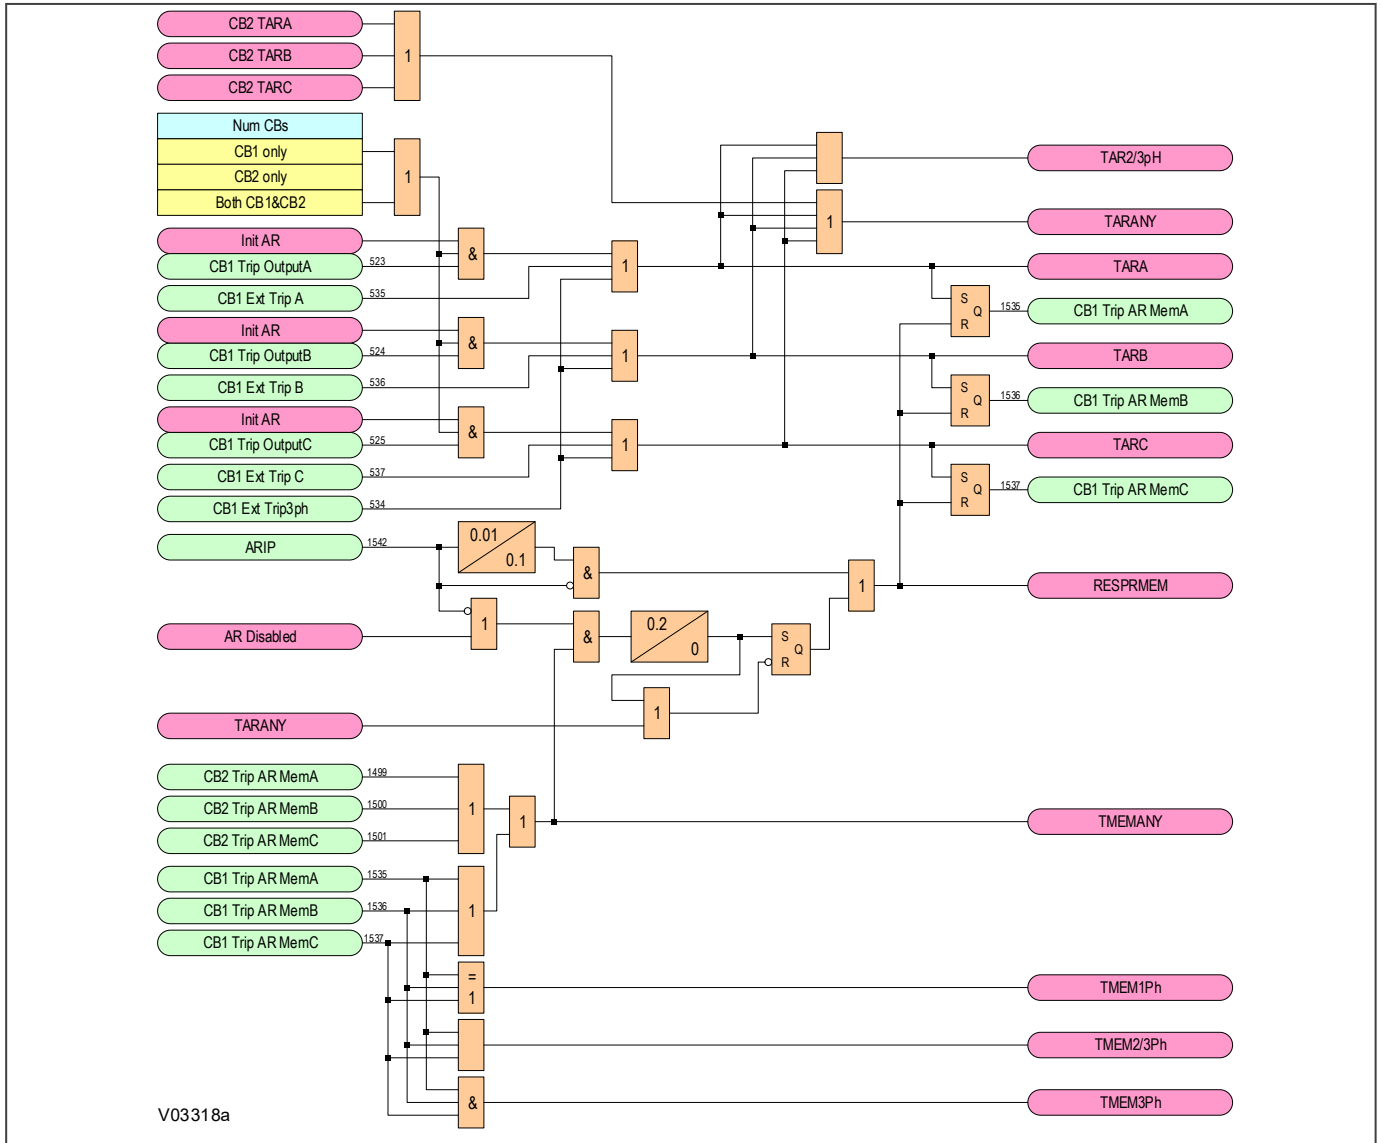 CB2 TARA
CB2 TARB
1
CB2 TARC
Num CBs
CB1 only
CB2 only
1
Both CB1&CB2
TAR2/3pH
1
TARANY
Init AR
&
CB1 Trip OutputA
523
1
TARA
CB1 Ext Trip A
535
S
Q
R
1535
CB1 Trip AR MemA
Init AR
&
CB1 Trip OutputB
524
1
TARB
CB1 Ext Trip B
536
S
Q
R
1536
CB1 Trip AR MemB
Init AR
&
CB1 Trip OutputC
525
1
TARC
CB1 Ext Trip C
537
S
Q
R
1537
CB1 Trip AR MemC
CB1 Ext Trip3ph
534
ARIP
1542
0.01
0.1
&
1
RESPRMEM
AR Disabled
1
&
0.2
0
S
Q
R
TARANY
1
CB2 Trip AR MemA
1499
CB2 Trip AR MemB
1500
1
1
TMEMANY
CB2 Trip AR MemC
1501
CB1 Trip AR MemA
1535
CB1 Trip AR MemB
1536
1
CB1 Trip AR MemC
1537
=
1
TMEM1Ph
TMEM2/3Ph
&
TMEM3Ph
V03318a